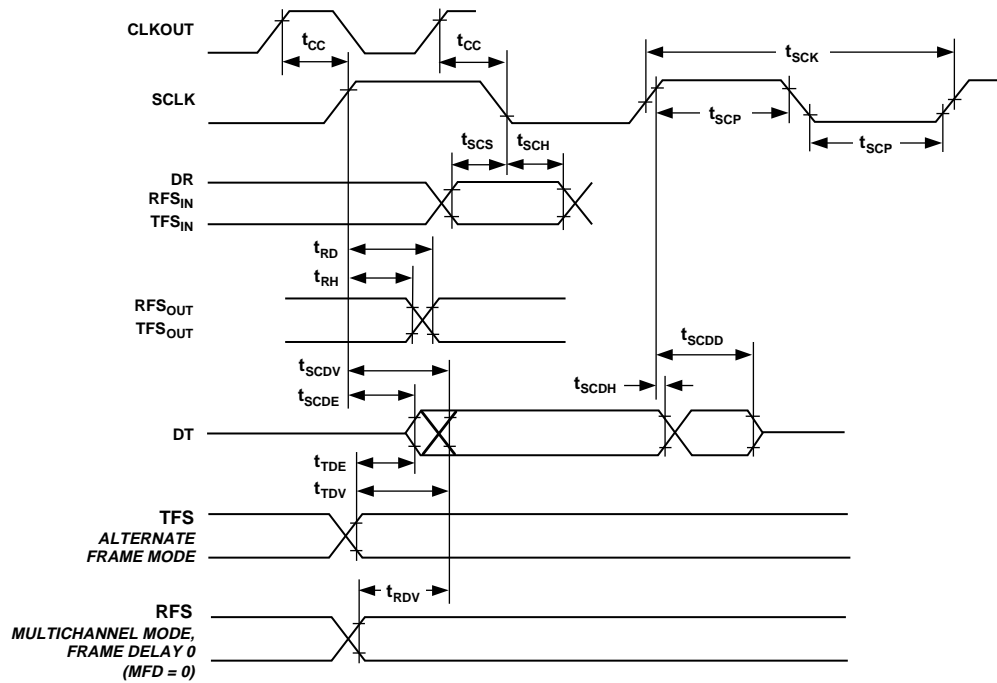 CLKOUT
tCC
tCC
tSCK
SCLK
tSCP
tSCP
tSCS
tSCH
DR
RFSIN
TFSIN
tRD
tRH
RFSOUT
TFSOUT
tSCDD
tSCDV
tSCDH
tSCDE
DT
tTDE
tTDV
TFS
ALTERNATE
FRAME MODE
tRDV
RFS
MULTICHANNEL MODE,
FRAME DELAY 0
(MFD = 0)